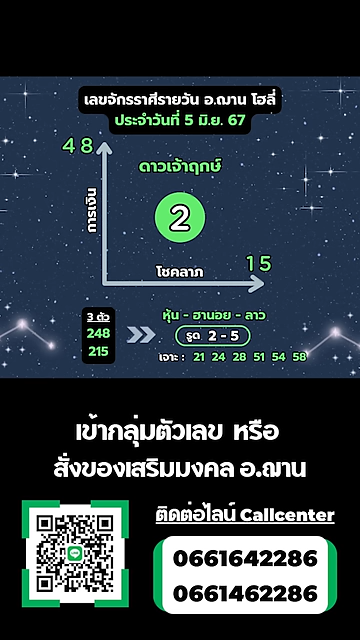 เลขจักรราศีรายวัน อ.ฌาน โฮลี่
ประจำวันที่ 5 มิ.ย. 67
48
ดาวเจ้าฤกษ์
การเงิน
2
โชคลาภ
15
3 ตัว
248
215
หุ้น - ฮานอย - ลาว
รูด 2 - 5
เจาะ : 21 24 28 51 54 58
เข้ากลุ่มตัวเลข หรือ
สั่งของเสริมมงคล อ.ฌาน
ติดต่อไลน์ Callcenter
0661642286
0661462286